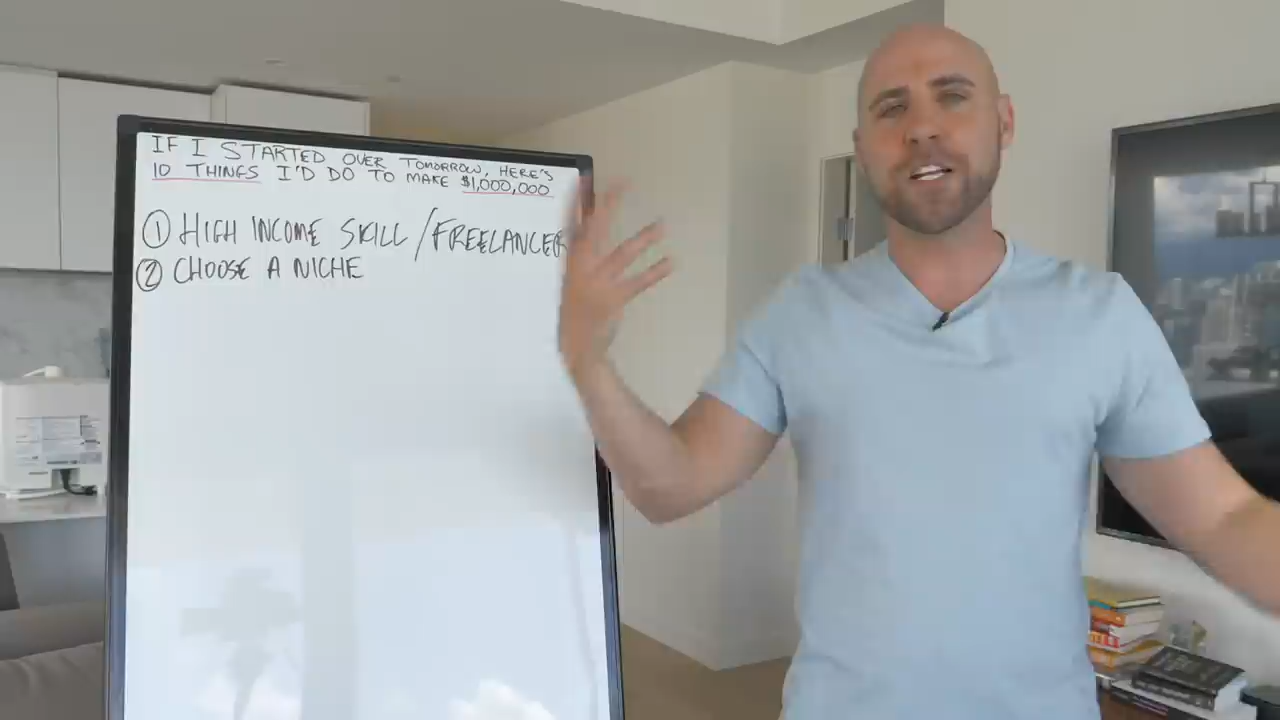 IF I STARTED OVER TOMORROW, HERE'S
10 THINGS I'D DO TO MAKE $1,000,000
① HIGH INCOME SKILL/FREELANCER
② CHOOSE A NICHE